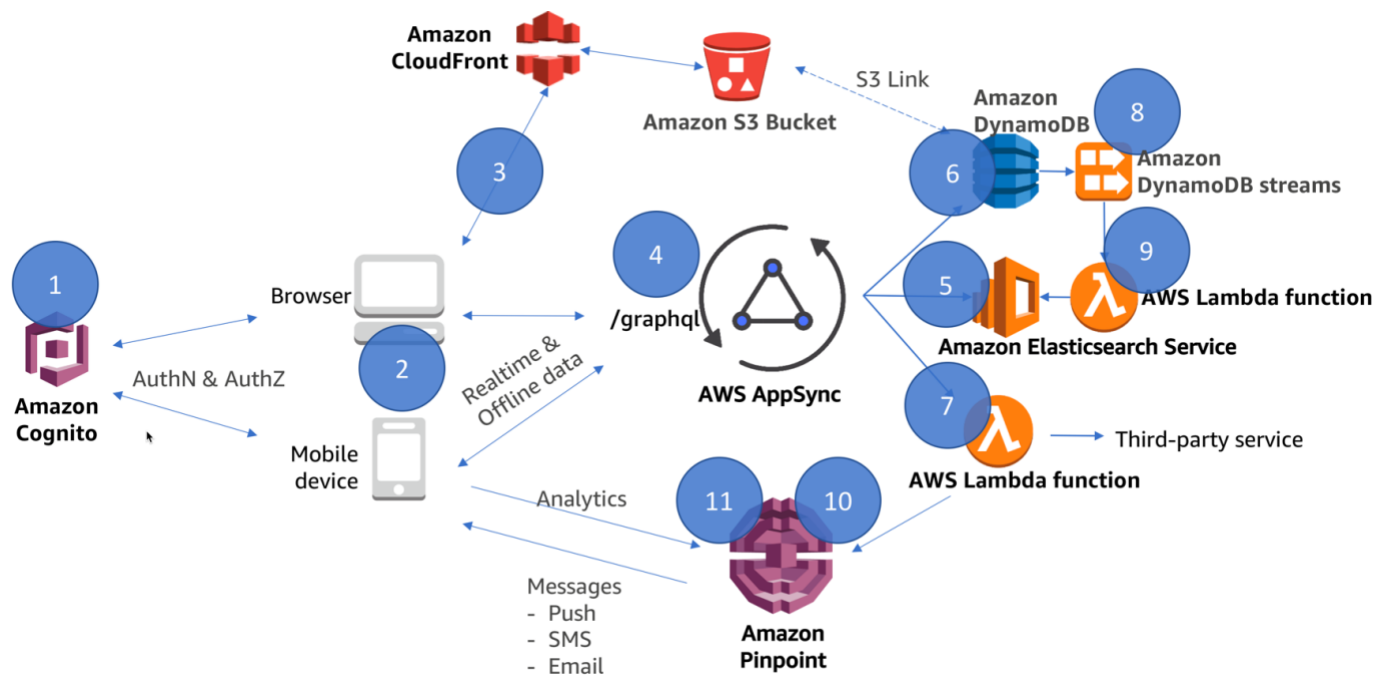 Amazon
CloudFront
Amazon S3 Bucket
S3 Link
Amazon
DynamoDB
8
Amazon
DynamoDB streams
6
3
4
9
1
Browser
/graphql
5
AWS Lambda function
Amazon Elasticsearch Service
2
AuthN & AuthZ
Realtime &
Offline data
AWS AppSync
Amazon
Cognito
7
Mobile
device
Third-party service
AWS Lambda function
Analytics
11
10
Messages
- Push
- SMS
- Email
Amazon
Pinpoint